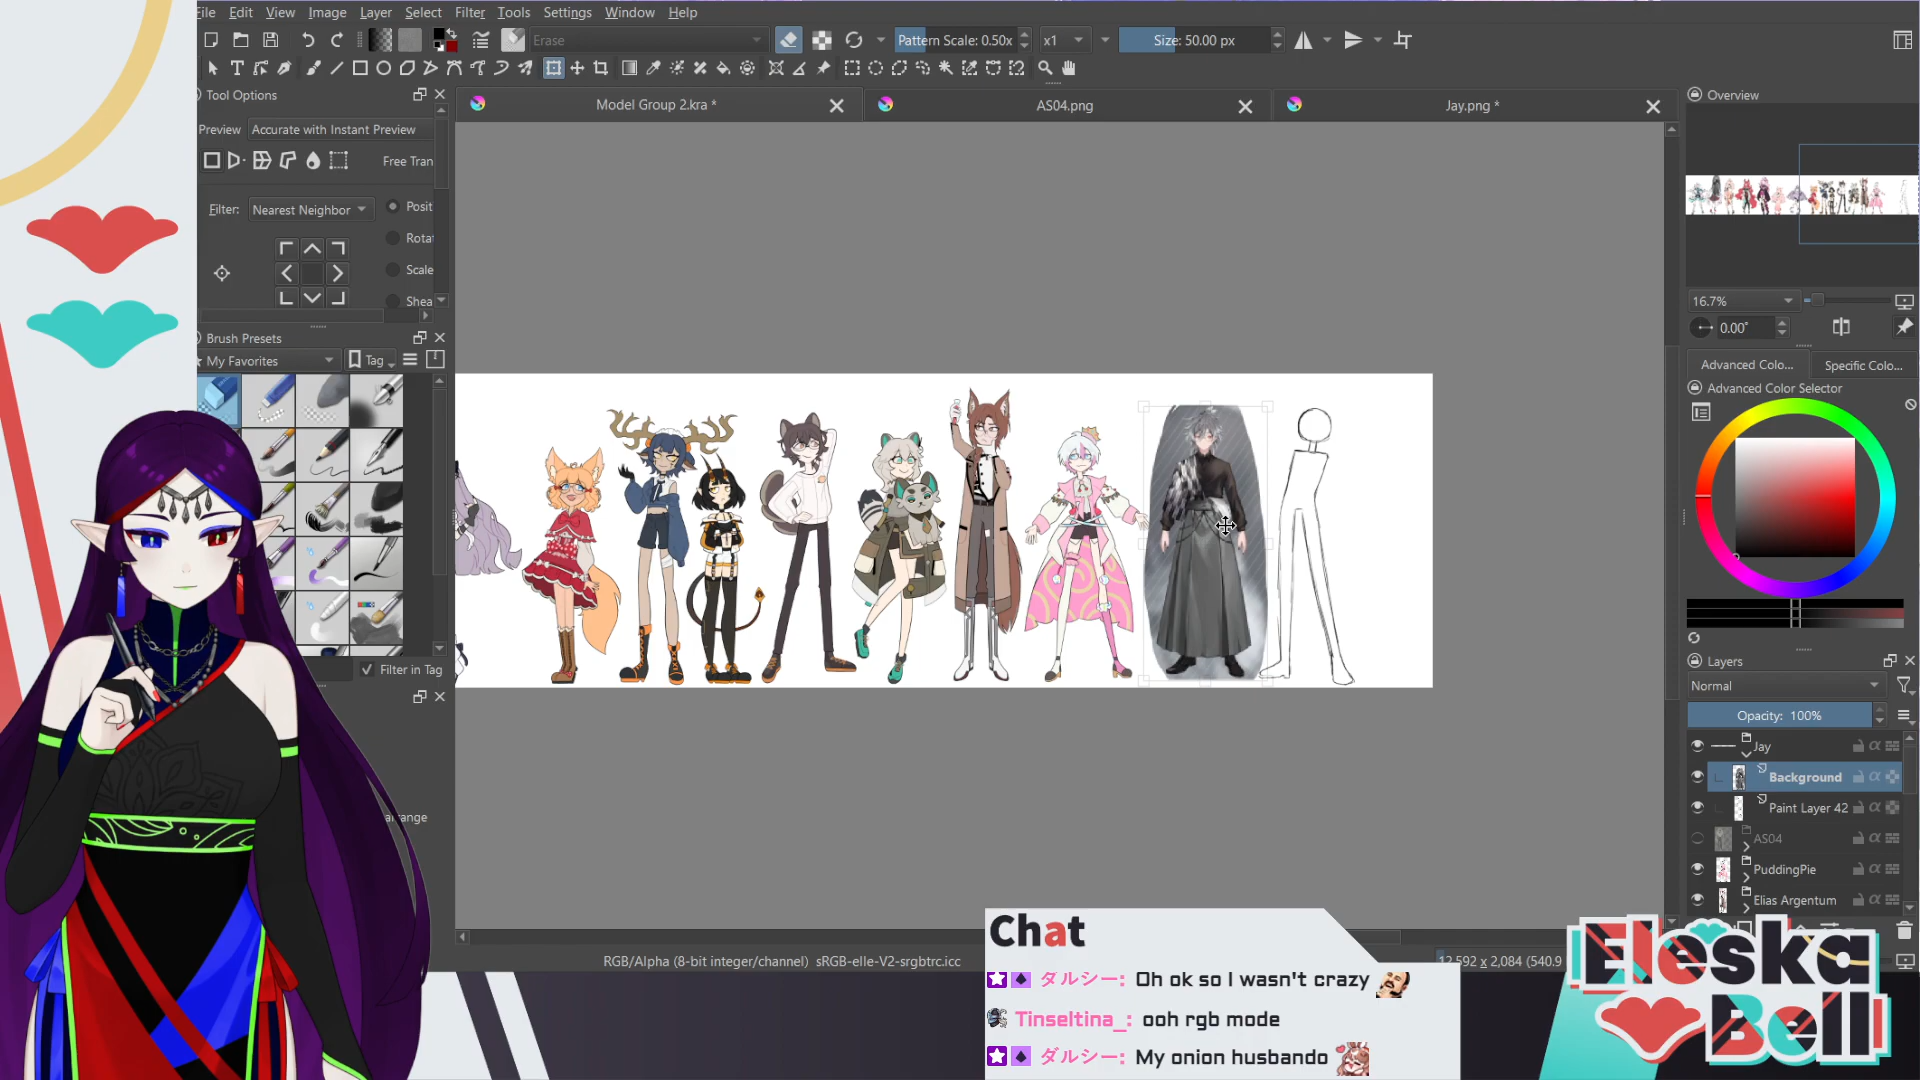 File Edit View Image Layer Select Filter Tools Settings Window Help
Erase
Pattern Scale: 0.50x
x1
Size: 50.00 px
Tool Options
Preview Accurate with Instant Preview
Free Tran
Filter: Nearest Neighbor
Posit
Rotat
Scale
Shea
Brush Presets
My Favorites
Tag
Filter in Tag
arrange
Model Group 2.kra *
AS04.png
Jay.png *
RGB/Alpha (8-bit integer/channel) sRGB-elle-V2-srgbtrc.icc
12,592 x 2,084 (540.9
Overview
16.7%
0.00°
Advanced Colo...
Specific Colo...
Advanced Color Selector
Layers
Normal
Opacity: 100%
Jay
Background
Paint Layer 42
AS04
PuddingPie
Elias Argentum
Chat
ダルシー: Oh ok so I wasn't crazy
Tinseltina_: ooh rgb mode
ダルシー: My onion husbando
Eleska
Bell